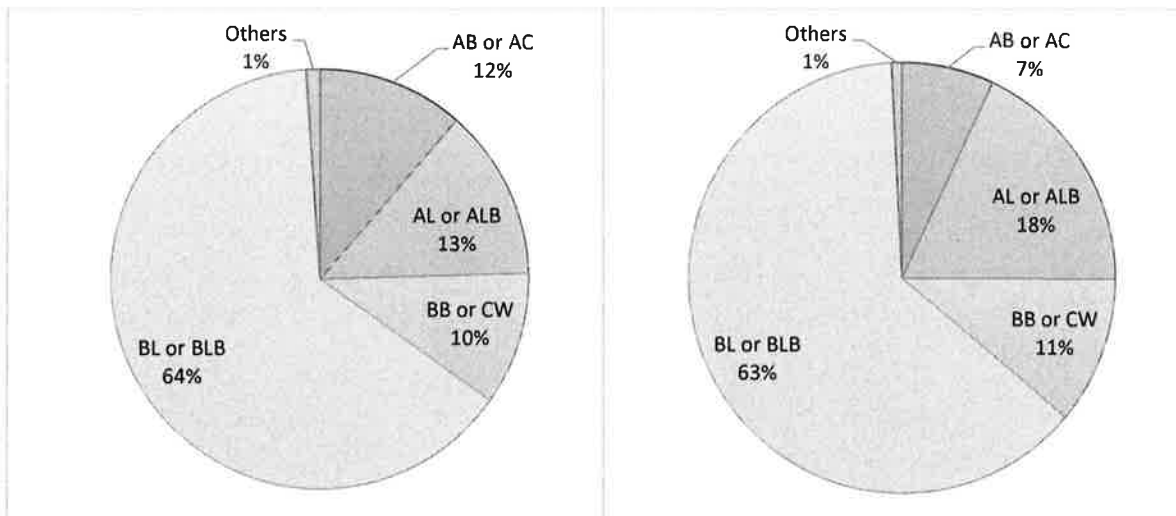 Others
1%
AB or AC
12%
AL or ALB
13%
BB or CW
10%
BL or BLB
64%
Others
1%
AB or AC
7%
AL or ALB
18%
BB or CW
11%
BL or BLB
63%